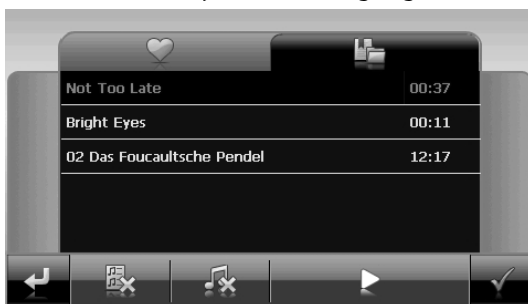 Not Too Late 00:37
Bright Eyes 00:11
02 Das Foucaultsche Pendel 12:17